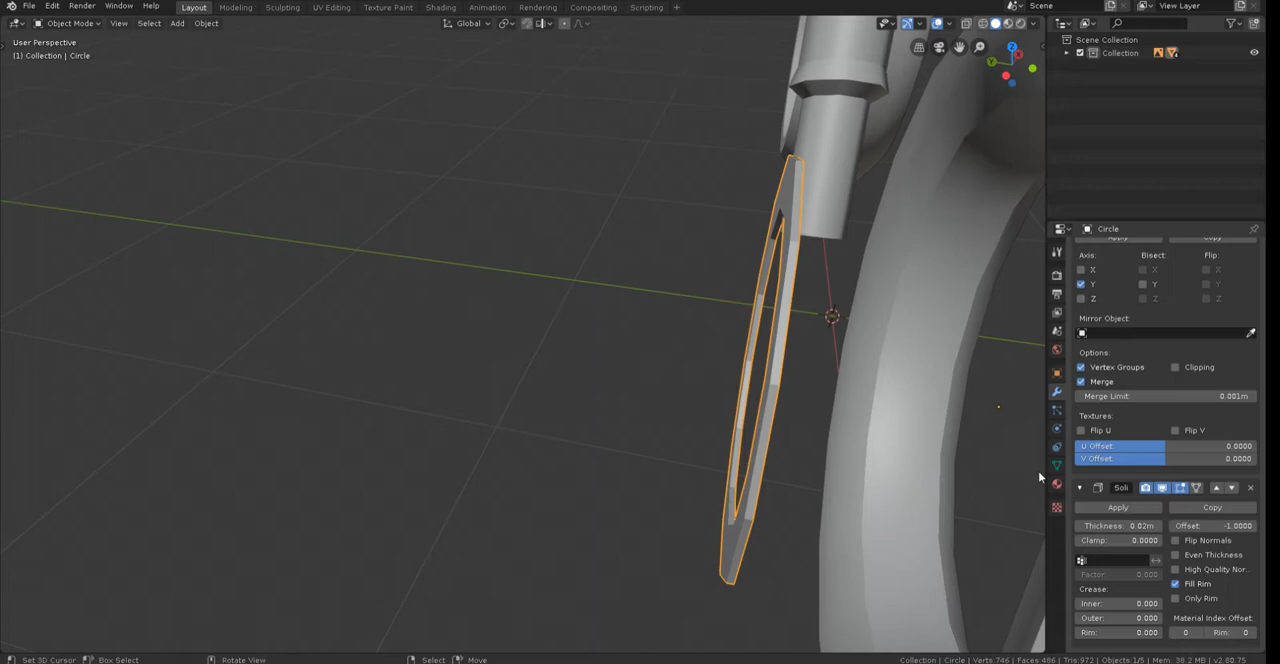 File Edit Render Window Help Layout Modeling Sculpting UV Editing Texture Paint Shading Animation Rendering Compositing Scripting + Scene View Layer
Object Mode View Select Add Object Global
User Perspective
(1) Collection | Circle
Z
Y
Scene Collection
Collection
Circle
Apply Copy
Axis: Bisect: Flip:
X X X
Y Y Y
Z Z Z
Mirror Object:
Options:
Vertex Groups Clipping
Merge
Merge Limit: 0.001m
Textures:
Flip U Flip V
U Offset: 0.0000
V Offset: 0.0000
Soli
Apply Copy
Thickness: 0.02m Offset: -1.0000
Clamp: 0.0000 Flip Normals
Even Thickness
High Quality Nor..
Factor: 0.000 Fill Rim
Crease: Only Rim
Inner: 0.000
Outer: 0.000 Material Index Offset:
Rim: 0.000 0 Rim: 0
Set 3D Cursor Box Select Rotate View Select Move Collection | Circle | Verts:746 | Faces:486 | Tris:972 | Objects:1/5 | Mem: 38.2 MB | v2.80.75